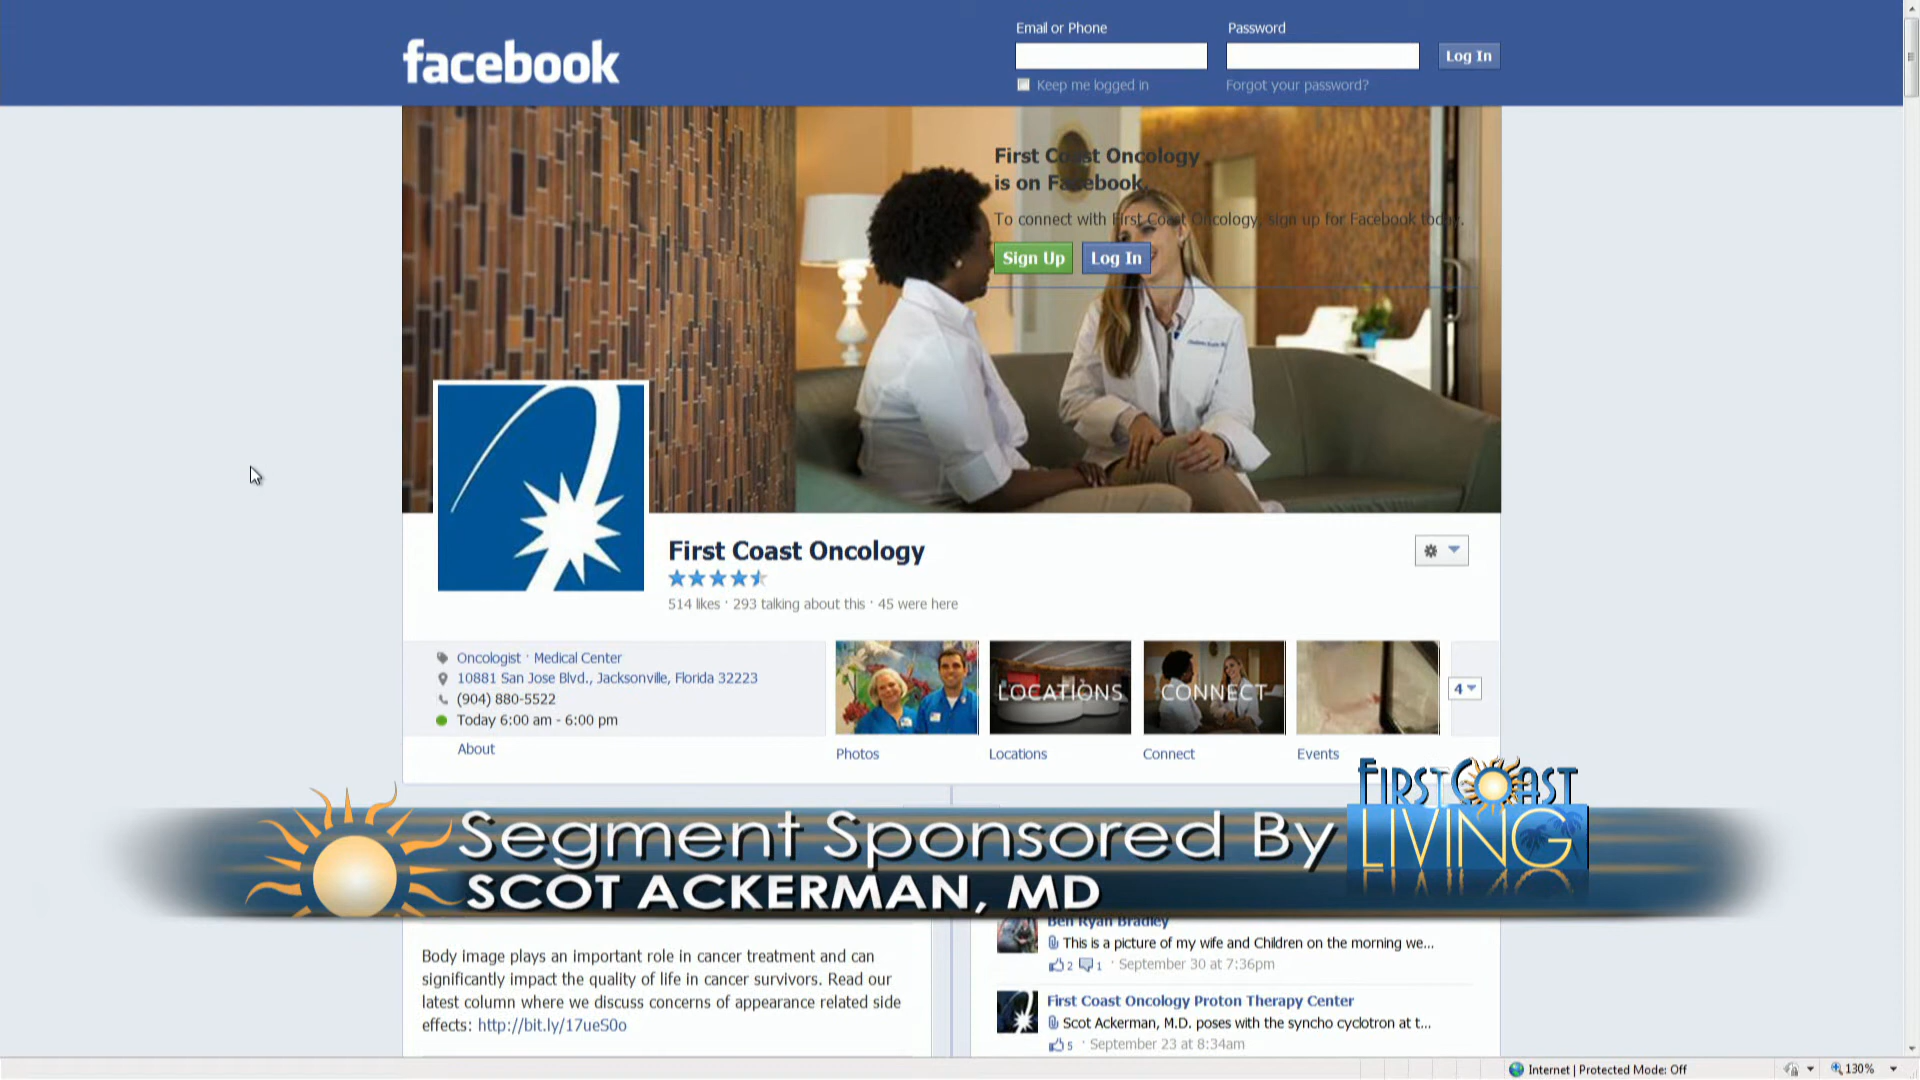 facebook
Email or Phone
Password
Log In
Keep me logged in
Forgot your password?
First Coast Oncology
is on Facebook.
To connect with First Coast Oncology, sign up for Facebook today.
Sign Up
Log In
First Coast Oncology
514 likes · 293 talking about this · 45 were here
Oncologist · Medical Center
10881 San Jose Blvd., Jacksonville, Florida 32223
(904) 880-5522
Today 6:00 am - 6:00 pm
About
LOCATIONS
CONNECT
4
Photos
Locations
Connect
Events
FIRST COAST
LIVING
Segment Sponsored By
SCOT ACKERMAN, MD
Body image plays an important role in cancer treatment and can
significantly impact the quality of life in cancer survivors. Read our
latest column where we discuss concerns of appearance related side
effects: http://bit.ly/17ueS0o
Ben Ryan Bradley
This is a picture of my wife and Children on the morning we...
2 1 · September 30 at 7:36pm
First Coast Oncology Proton Therapy Center
Scot Ackerman, M.D. poses with the syncho cyclotron at t...
5 · September 23 at 8:34am
Internet | Protected Mode: Off
130%